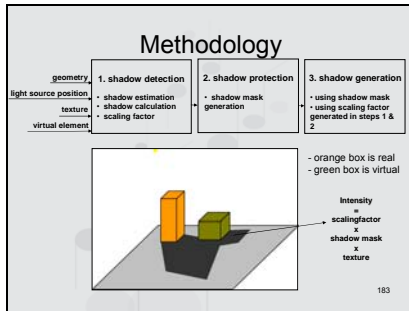 Methodology
geometry
light source position
texture
virtual element
1. shadow detection
• shadow estimation
• shadow calculation
• scaling factor
2. shadow protection
• shadow mask
generation
3. shadow generation
• using shadow mask
• using scaling factor
generated in steps 1 &
2
- orange box is real
- green box is virtual
Intensity
=
scalingfactor
x
shadow mask
x
texture
183